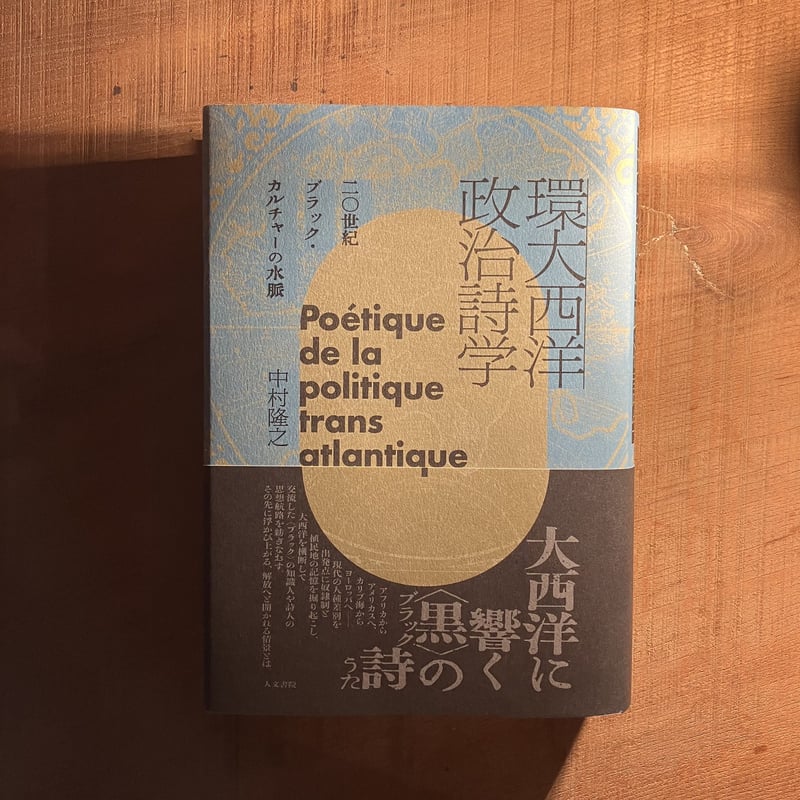 環大西洋
政治詩学
二〇世紀
ブラック・
カルチャーの水脈
Poétique
de la
politique
trans
atlantique
中村隆之
大西洋に
響く
〈黒〉の
ブラック
詩
うた
アフリカから
アメリカスへ、
カリブ海から
ヨーロッパへ——
現代の人種差別を
出発点に奴隷制と
植民地の記憶を掘り起こし、
大西洋を横断して
交流した〈ブラック〉の知識人や詩人の
思想航路を紡ぎなおす
その先に浮かび上がる、解放へと開かれる情景とは
人文書院